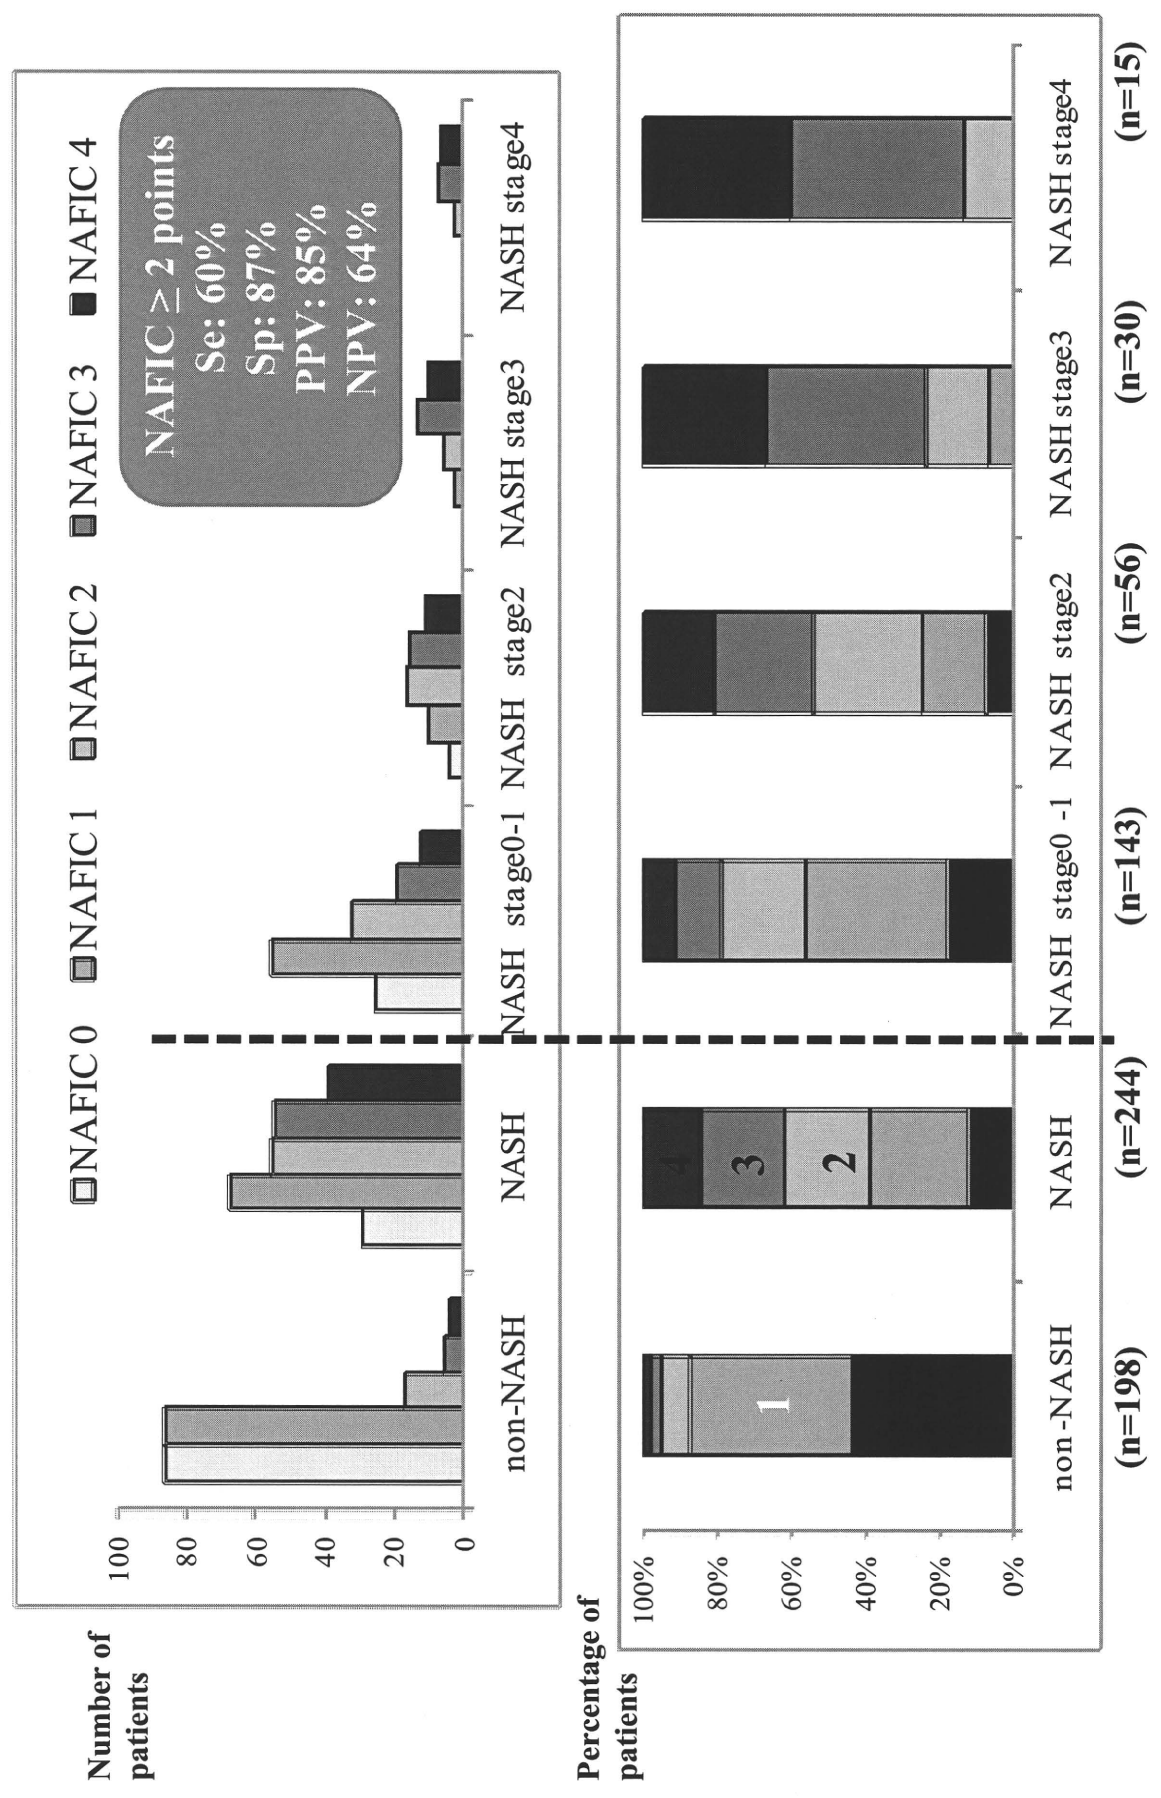 Number of
patients
NAFIC 0
NAFIC 1
NAFIC 2
NAFIC 3
NAFIC 4
100
80
60
40
20
0
NAFIC ≥ 2 points
Se: 60%
Sp: 87%
PPV: 85%
NPV: 64%
non-NASH
NASH
NASH stage0-1
NASH stage2
NASH stage3
NASH stage4
Percentage of
patients
100%
80%
60%
40%
20%
0%
1
4
3
2
non-NASH
NASH
NASH stage0 -1
NASH stage2
NASH stage3
NASH stage4
(n=198)
(n=244)
(n=143)
(n=56)
(n=30)
(n=15)